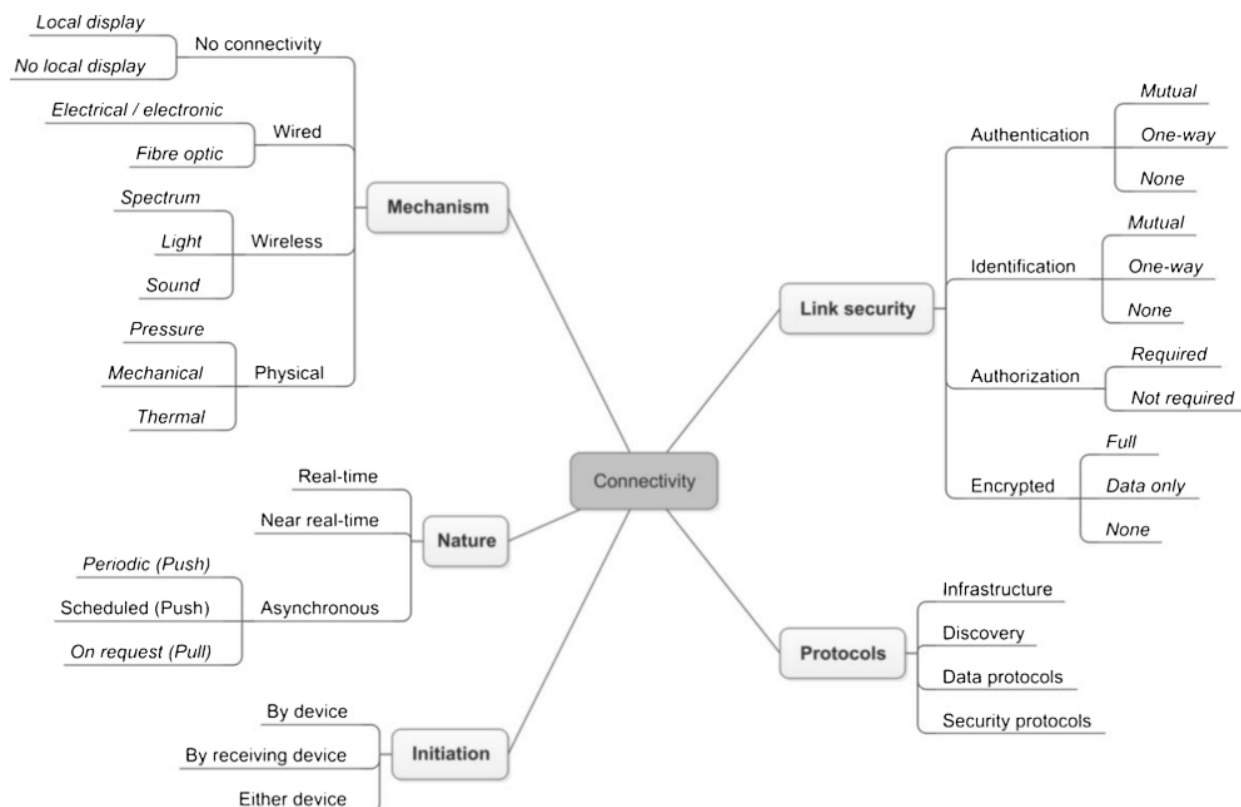 Local display
No local display
No connectivity
Electrical / electronic
Fibre optic
Wired
Spectrum
Light
Sound
Wireless
Pressure
Mechanical
Thermal
Physical
Mechanism
Real-time
Near real-time
Periodic (Push)
Scheduled (Push)
On request (Pull)
Asynchronous
Nature
By device
By receiving device
Either device
Initiation
Connectivity
Link security
Authentication
Mutual
One-way
None
Identification
Mutual
One-way
None
Authorization
Required
Not required
Encrypted
Full
Data only
None
Protocols
Infrastructure
Discovery
Data protocols
Security protocols